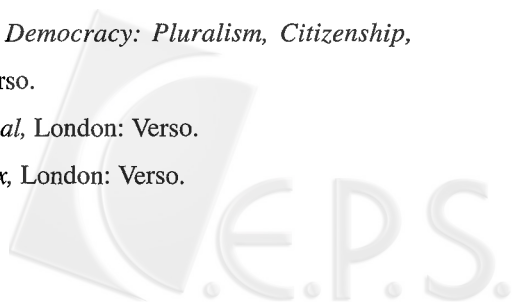 Democracy: Pluralism, Citizenship,
rso.
al, London: Verso.
x, London: Verso.
C.E.P.S.